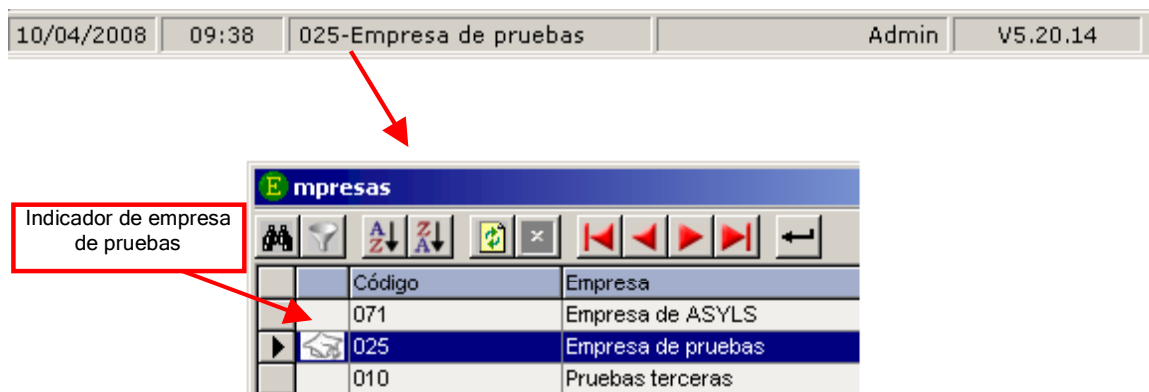 10/04/2008 09:38 025-Empresa de pruebas Admin V5.20.14
E mpresas
Indicador de empresa
de pruebas
A Z Z A
Código Empresa
071 Empresa de ASYLS
025 Empresa de pruebas
010 Pruebas terceras